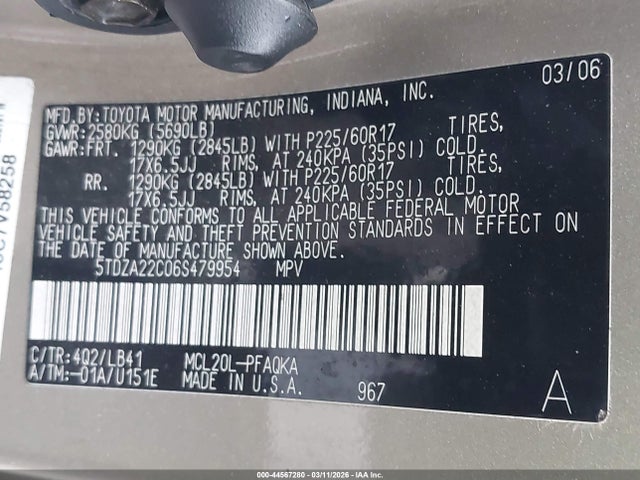 03/06
MFD.BY:TOYOTA MOTOR MANUFACTURING, INDIANA, INC.
GVWR:2580KG (5690LB)
GAWR:FRT. 1290KG (2845LB) WITH P225/60R17 TIRES,
17X6.5JJ RIMS, AT 240KPA (35PSI) COLD.
RR. 1290KG (2845LB) WITH P225/60R17 TIRES,
17X6.5JJ RIMS, AT 240KPA (35PSI) COLD.
THIS VEHICLE CONFORMS TO ALL APPLICABLE FEDERAL MOTOR
VEHICLE SAFETY AND THEFT PREVENTION STANDARDS IN EFFECT ON
THE DATE OF MANUFACTURE SHOWN ABOVE.
5TDZA22C06S479954 MPV
C/TR:4Q2/LB41 MCL20L-PFAQKA
A/TM:-01A/U151E MADE IN U.S.A. 967
A
V58258
000-44567280 - 03/11/2026 - IAA Inc.